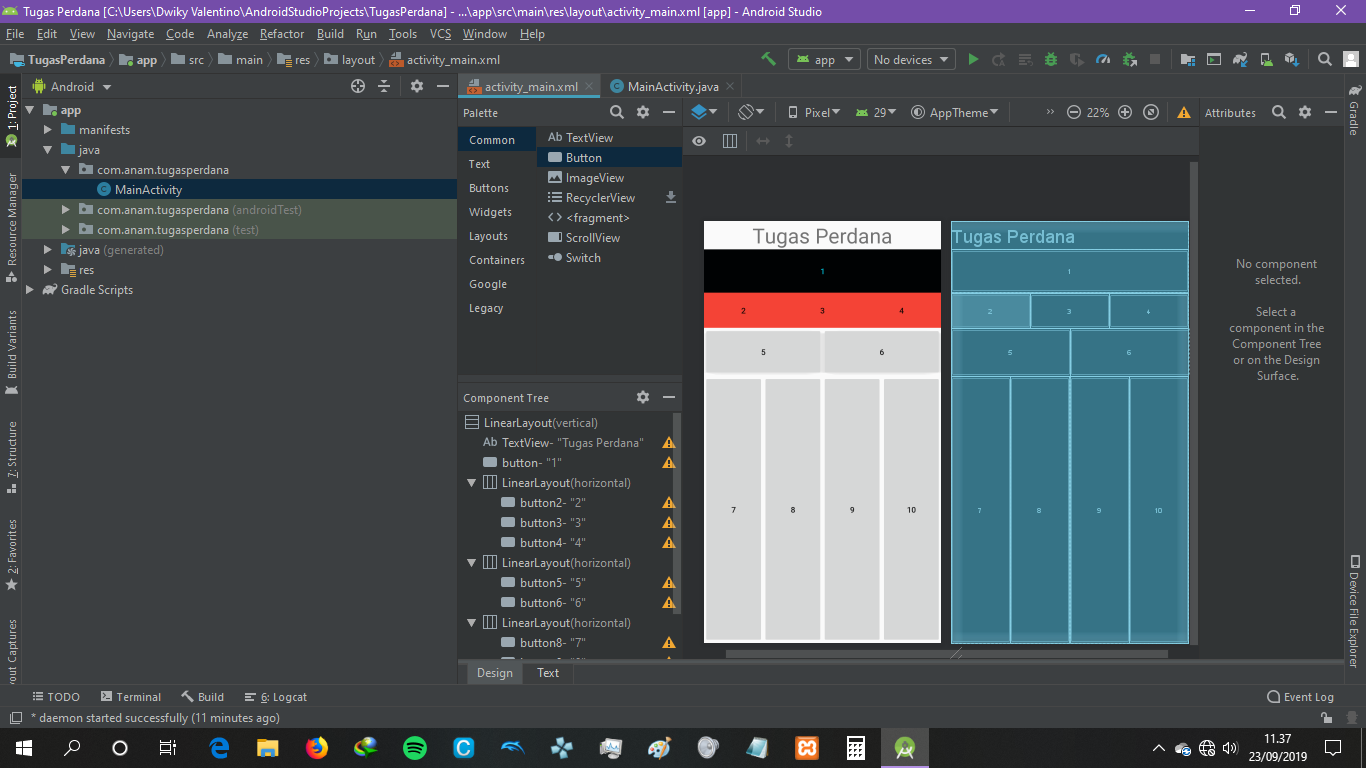 Tugas Perdana [C:\Users\Dwiky Valentino\AndroidStudioProjects\TugasPerdana] - ...\app\src\main\res\layout\activity_main.xml [app] - Android Studio
File Edit View Navigate Code Analyze Refactor Build Run Tools VCS Window Help
TugasPerdana app src main res layout activity_main.xml
app No devices
1: Project
Resource Manager
Build Variants
7: Structure
2: Favorites
yout Captures
Android
app
manifests
java
com.anam.tugasperdana
MainActivity
com.anam.tugasperdana (androidTest)
com.anam.tugasperdana (test)
java (generated)
res
Gradle Scripts
activity_main.xml MainActivity.java
Palette
Common
Text
Buttons
Widgets
Layouts
Containers
Google
Legacy
Ab TextView
Button
ImageView
RecyclerView
<fragment>
ScrollView
Switch
Component Tree
LinearLayout(vertical)
Ab TextView- "Tugas Perdana"
button- "1"
LinearLayout(horizontal)
button2- "2"
button3- "3"
button4- "4"
LinearLayout(horizontal)
button5- "5"
button6- "6"
LinearLayout(horizontal)
button8- "7"
Design Text
Pixel 29 AppTheme >> 22%
Tugas Perdana
1
2 3 4
5 6
7 8 9 10
Tugas Perdana
1
2 3 4
5 6
7 8 9 10
Attributes
No component
selected.
Select a
component in the
Component Tree
or on the Design
Surface.
Gradle
Device File Explorer
TODO Terminal Build 6: Logcat Event Log
* daemon started successfully (11 minutes ago)
11.37
23/09/2019